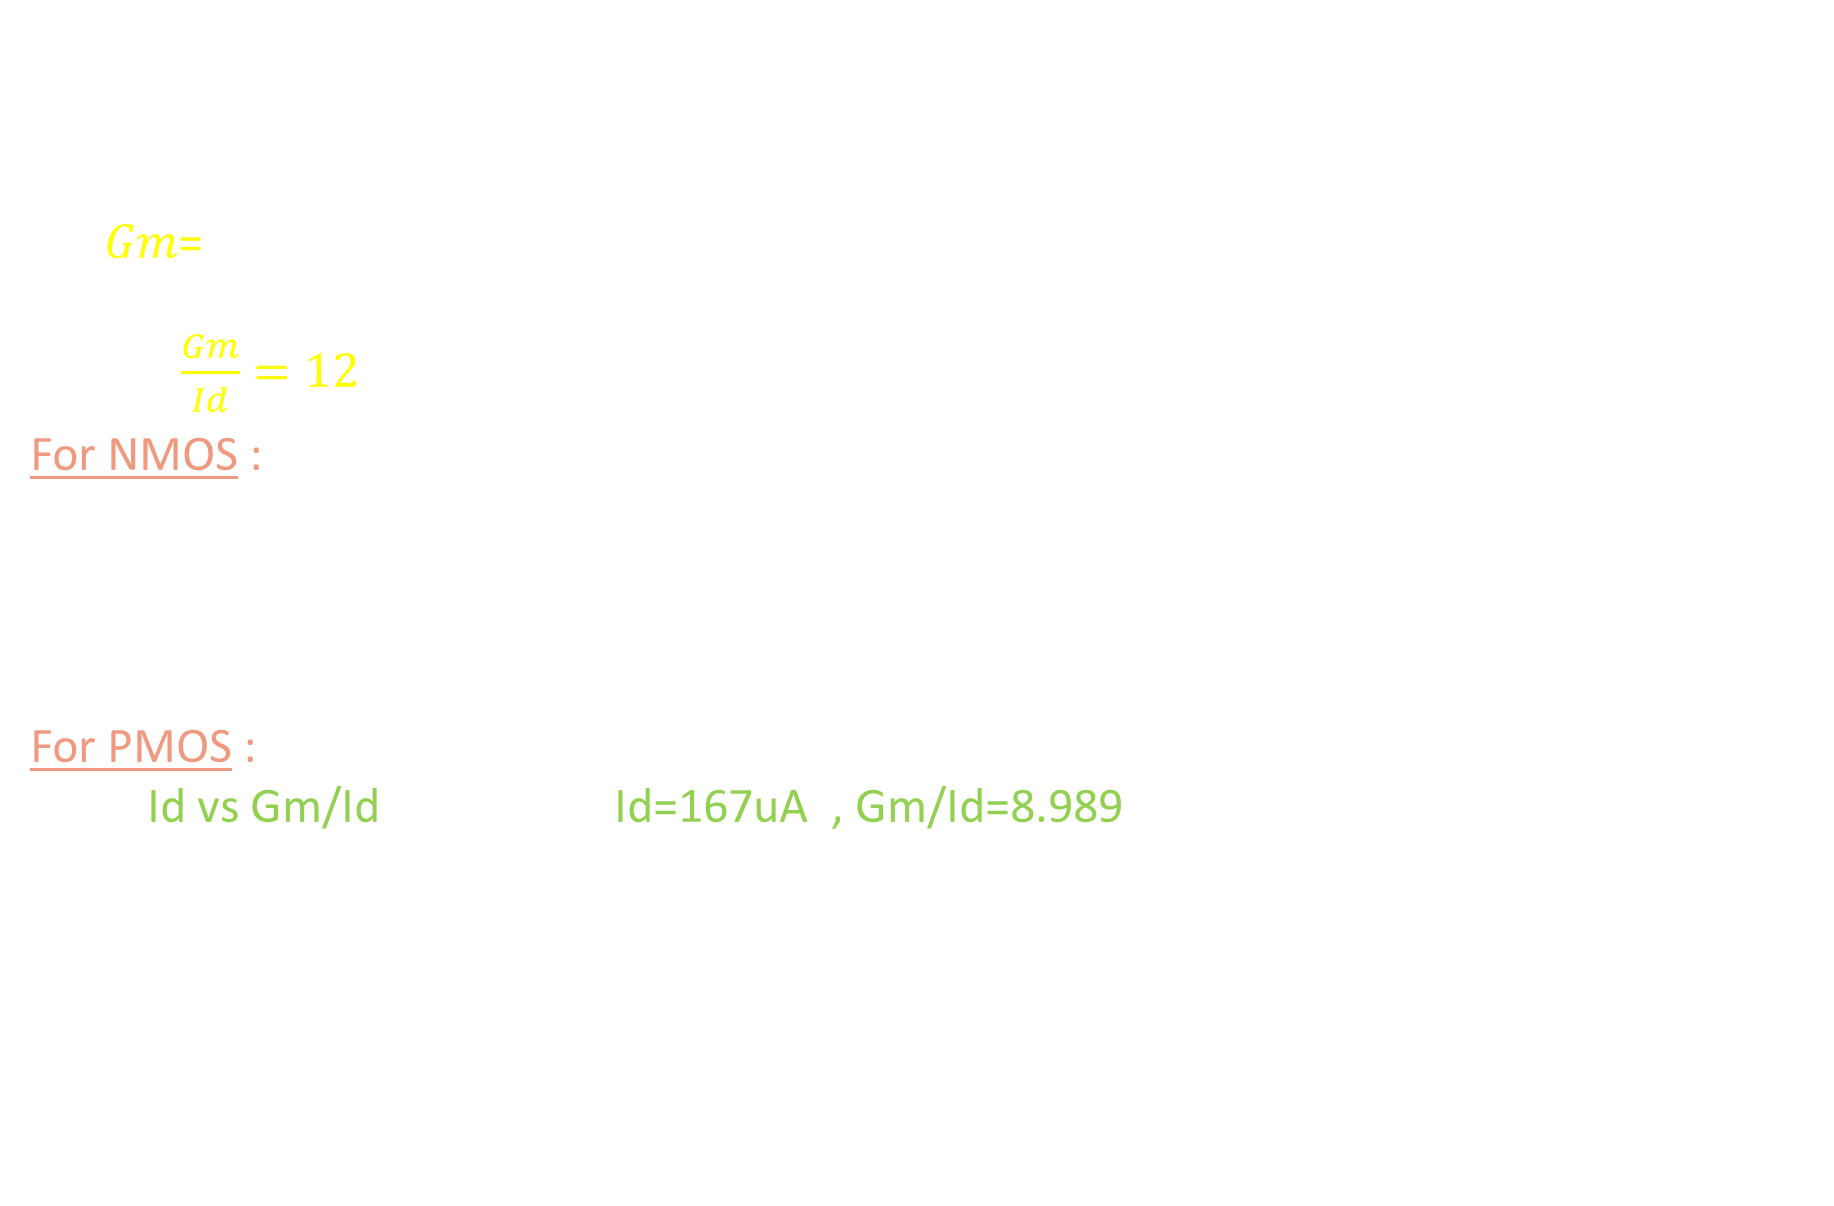 Gm=
Gm/Id = 12
For NMOS :
For PMOS :
Id vs Gm/Id Id=167uA , Gm/Id=8.989